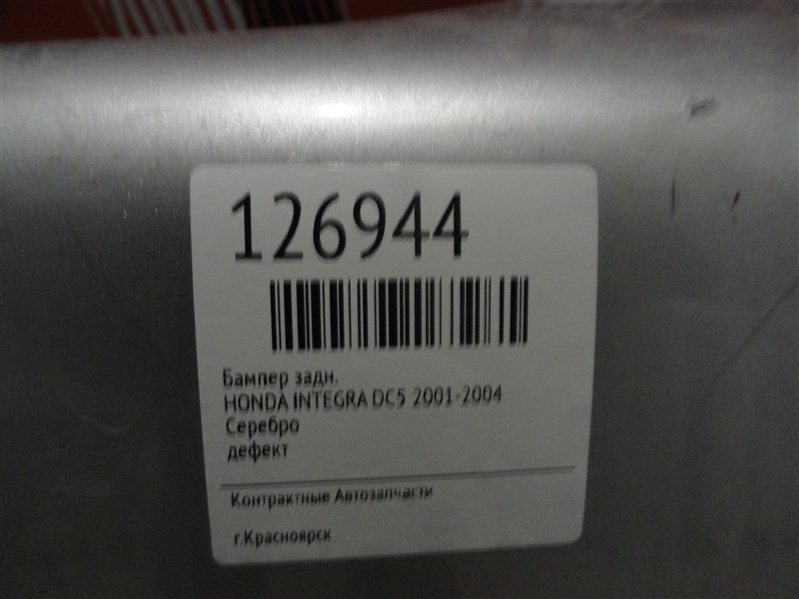 126944
Бампер задн.
HONDA INTEGRA DC5 2001-2004
Серебро
дефект
Контрактные Автозапчасти
г.Красноярск